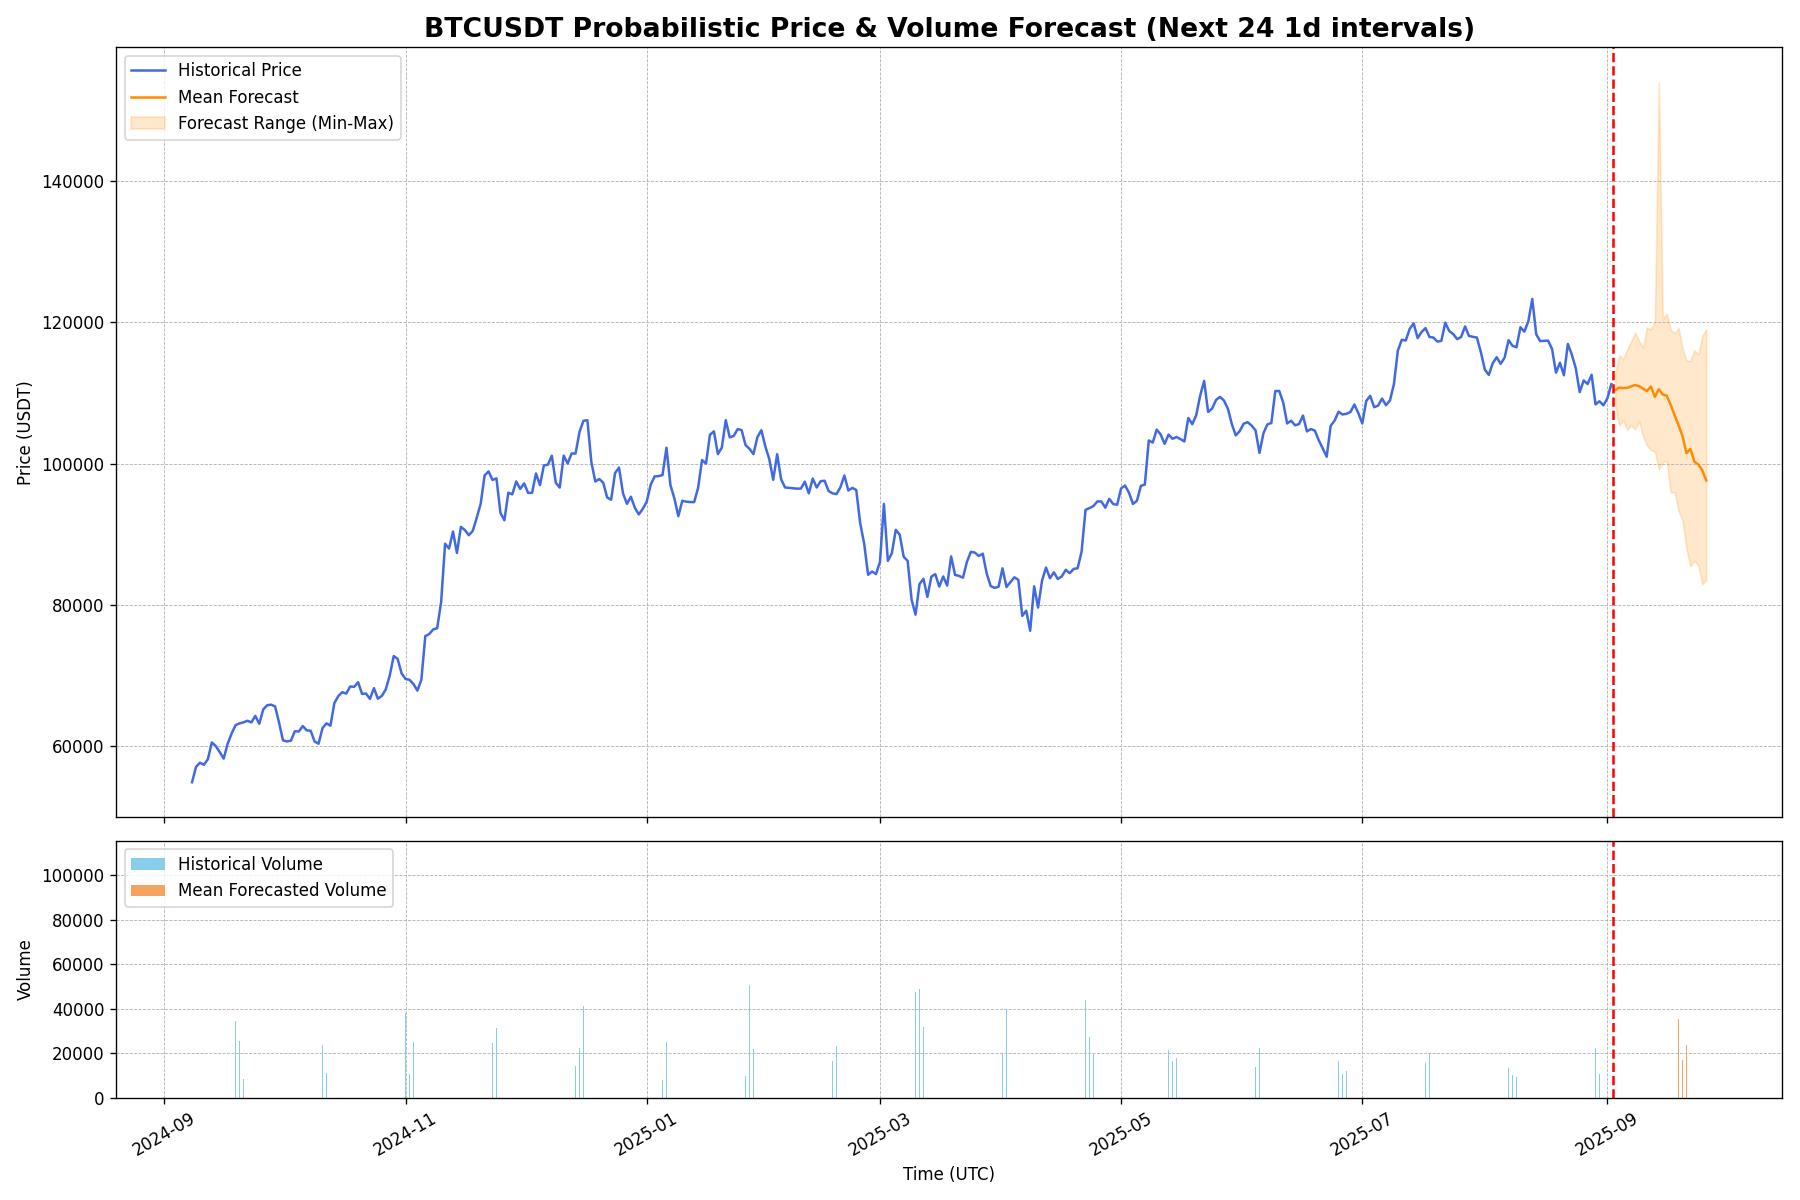 BTCUSDT Probabilistic Price & Volume Forecast (Next 24 1d intervals)
Historical Price
Mean Forecast
Forecast Range (Min-Max)
Price (USDT)
140000
120000
100000
80000
60000
Historical Volume
Mean Forecasted Volume
Volume
100000
80000
60000
40000
20000
0
2024-09
2024-11
2025-01
2025-03
2025-05
2025-07
2025-09
Time (UTC)